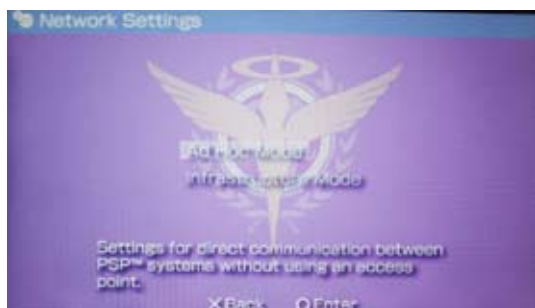 Network Settings
Ad Hoc Mode
Infrastructure Mode
Settings for direct communication between
PSP™ systems without using an access
point.
X Back O Enter